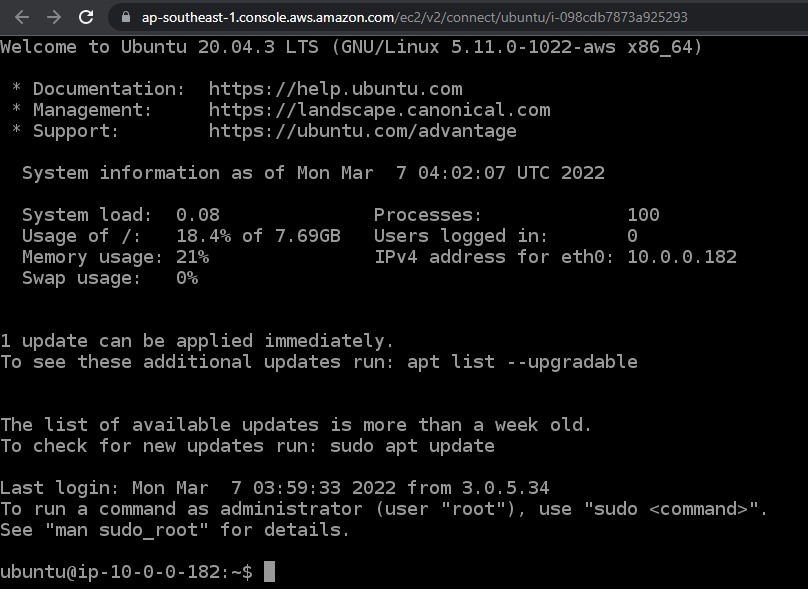 ap-southeast-1.console.aws.amazon.com/ec2/v2/connect/ubuntu/i-098cdb7873a925293
Welcome to Ubuntu 20.04.3 LTS (GNU/Linux 5.11.0-1022-aws x86_64)
* Documentation:  https://help.ubuntu.com
* Management:     https://landscape.canonical.com
* Support:        https://ubuntu.com/advantage
System information as of Mon Mar  7 04:02:07 UTC 2022
System load:  0.08              Processes:             100
Usage of /:   18.4% of 7.69GB   Users logged in:       0
Memory usage: 21%               IPv4 address for eth0: 10.0.0.182
Swap usage:   0%
1 update can be applied immediately.
To see these additional updates run: apt list --upgradable
The list of available updates is more than a week old.
To check for new updates run: sudo apt update
Last login: Mon Mar  7 03:59:33 2022 from 3.0.5.34
To run a command as administrator (user "root"), use "sudo <command>".
See "man sudo_root" for details.
ubuntu@ip-10-0-0-182:~$